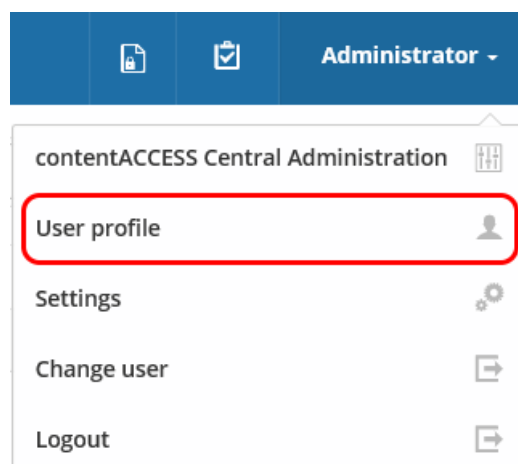 Administrator
contentACCESS Central Administration
User profile
Settings
Change user
Logout